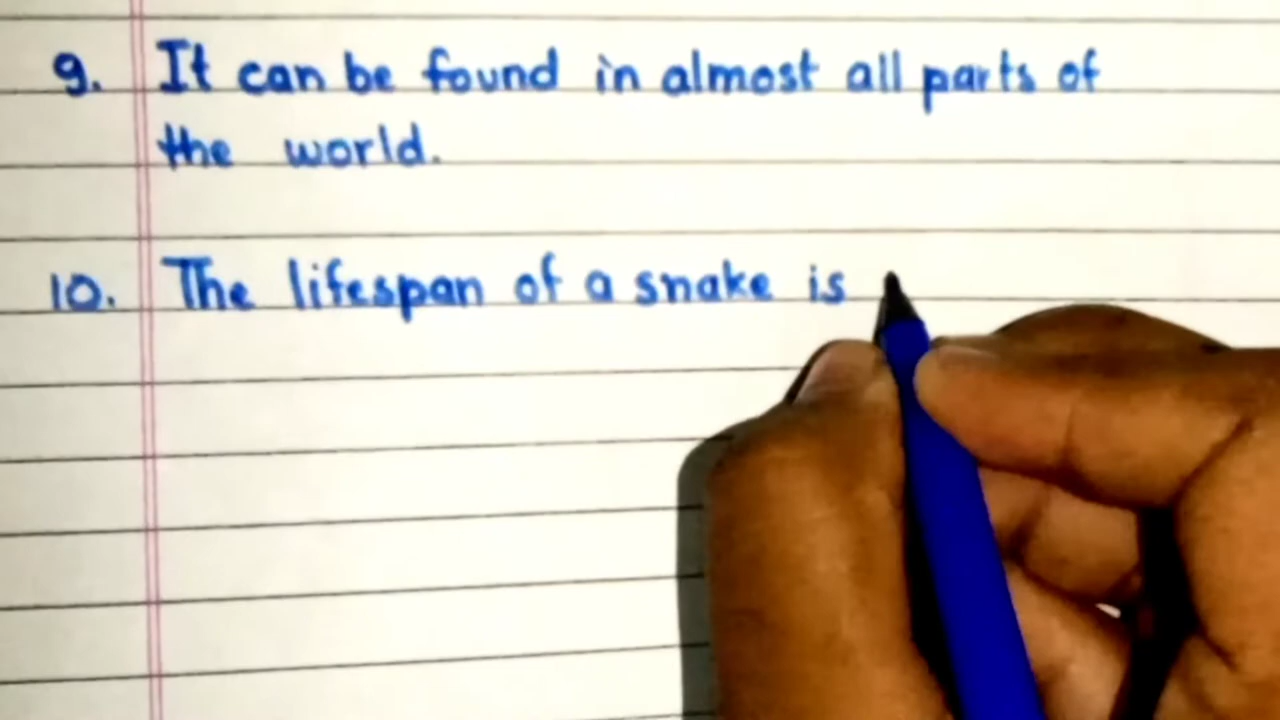 9. It can be found in almost all parts of
the world.
10. The lifespan of a snake is